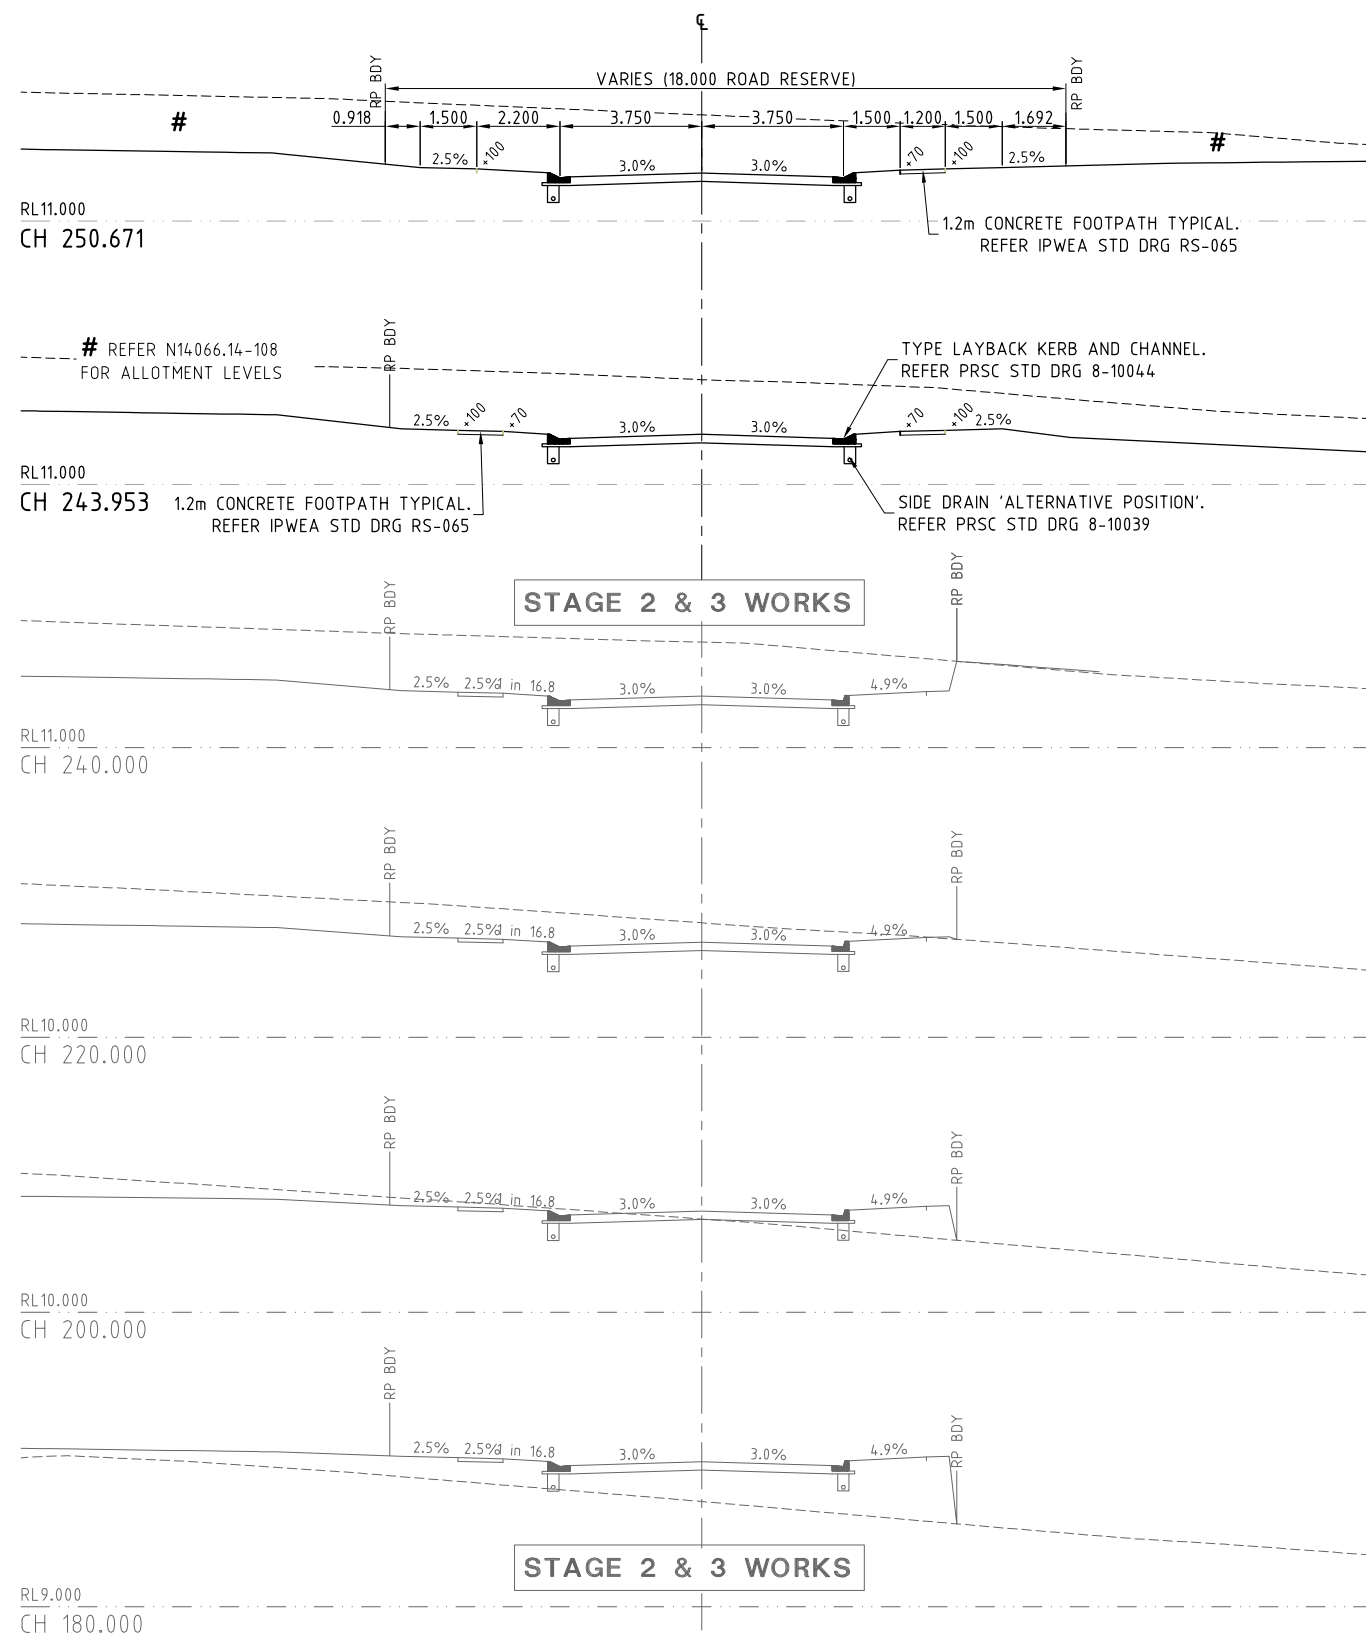 ℄
RP BDY
VARIES (18.000 ROAD RESERVE)
RP BDY
0.918 1.500 2.200 3.750 3.750 1.500 1.200 1.500 1.692
# #
2.5% +100 3.0% 3.0% +70 +100 2.5%
RL11.000
CH 250.671
1.2m CONCRETE FOOTPATH TYPICAL.
REFER IPWEA STD DRG RS-065
RP BDY
# REFER N14066.14-108
FOR ALLOTMENT LEVELS
TYPE LAYBACK KERB AND CHANNEL.
REFER PRSC STD DRG 8-10044
2.5% +100 +70 3.0% 3.0% +70 +100 2.5%
RL11.000
CH 243.953
1.2m CONCRETE FOOTPATH TYPICAL.
REFER IPWEA STD DRG RS-065
SIDE DRAIN 'ALTERNATIVE POSITION'.
REFER PRSC STD DRG 8-10039
STAGE 2 & 3 WORKS
RP BDY RP BDY
2.5% 2.5% 1 in 16.8 3.0% 3.0% 4.9%
RL11.000
CH 240.000
RP BDY RP BDY
2.5% 2.5% 1 in 16.8 3.0% 3.0% 4.9%
RL10.000
CH 220.000
RP BDY RP BDY
2.5% 2.5% 1 in 16.8 3.0% 3.0% 4.9%
RL10.000
CH 200.000
RP BDY RP BDY
2.5% 2.5% 1 in 16.8 3.0% 3.0% 4.9%
STAGE 2 & 3 WORKS
RL9.000
CH 180.000